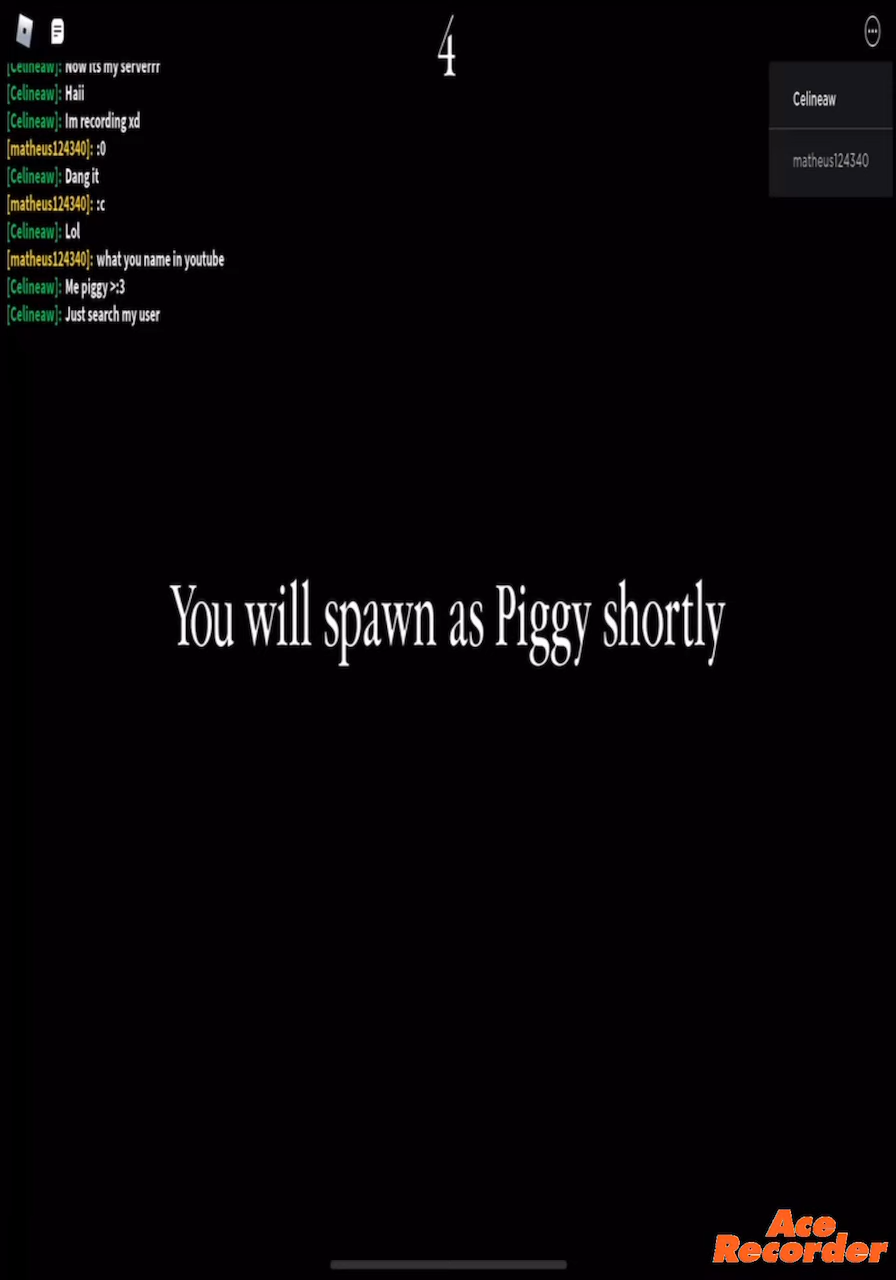 4
[Celineaw]: Now its my serverrr
[Celineaw]: Haii
[Celineaw]: Im recording xd
[matheus124340]: :0
[Celineaw]: Dang it
[matheus124340]: :c
[Celineaw]: Lol
[matheus124340]: what you name in youtube
[Celineaw]: Me piggy >:3
[Celineaw]: Just search my user
Celineaw
matheus124340
You will spawn as Piggy shortly
Ace
Recorder